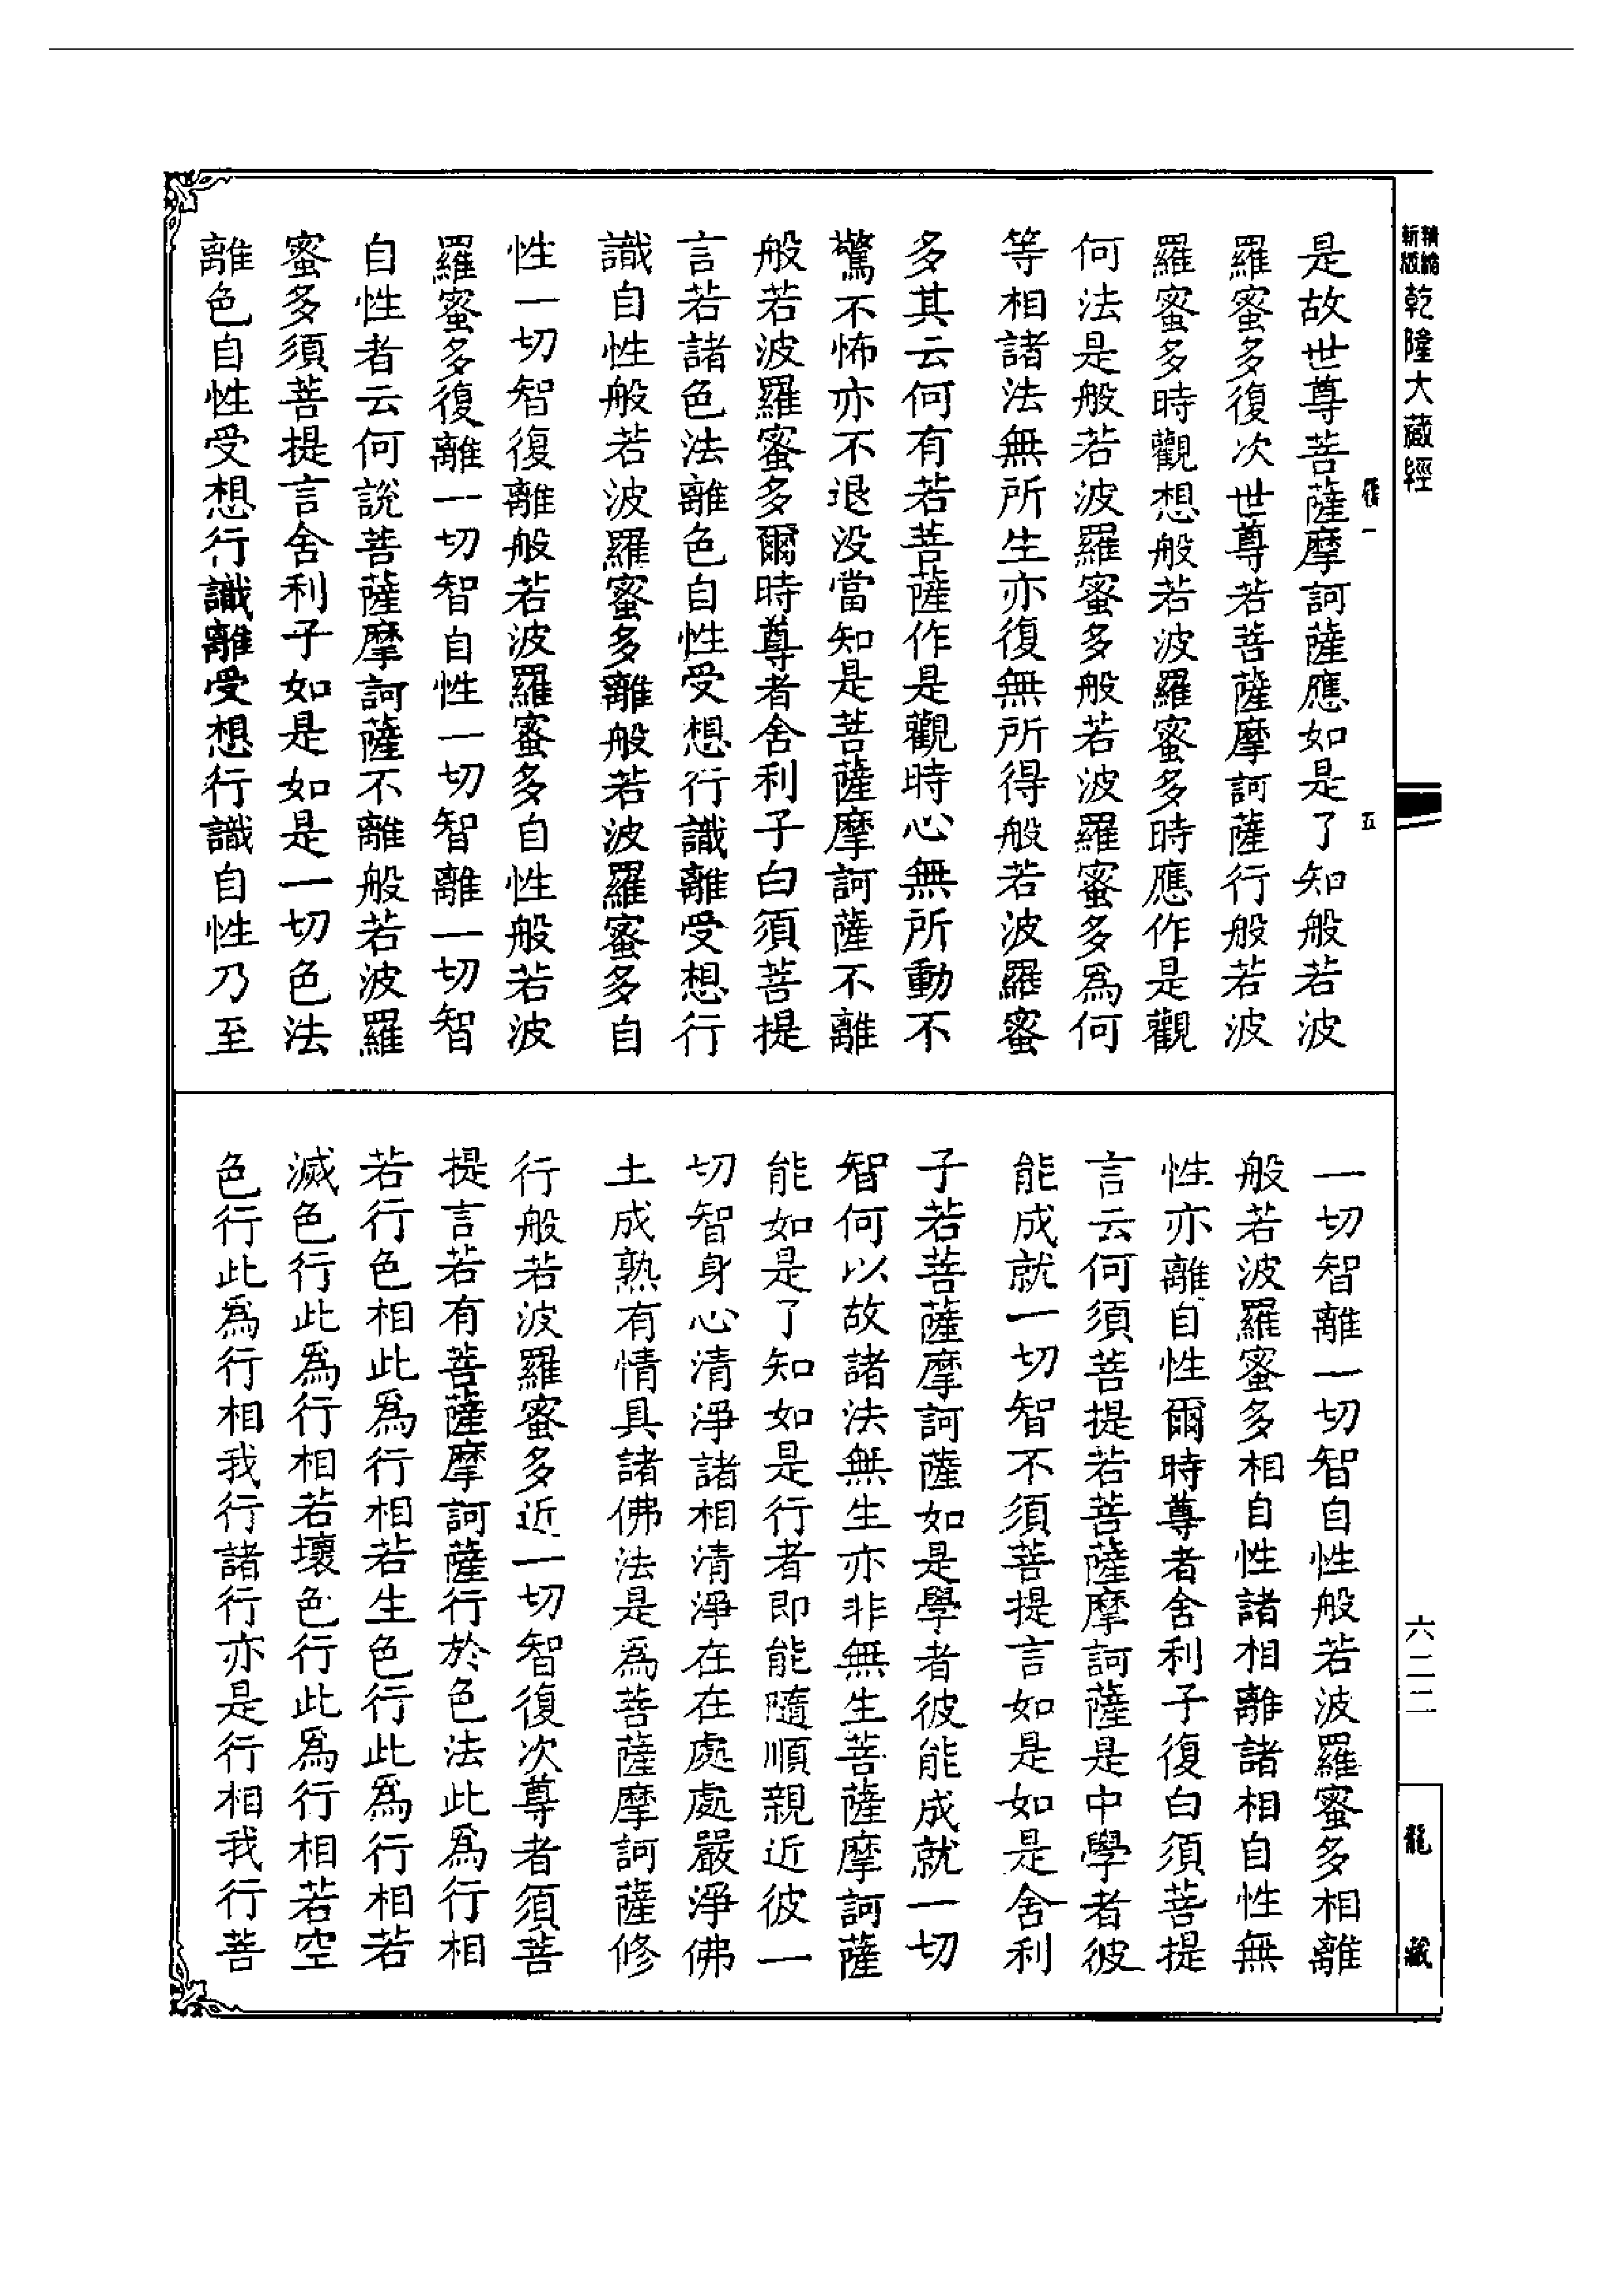 精編
新版
乾隆大藏經
一
五
是故世尊菩薩摩訶薩應如是了知般若波
羅蜜多復次世尊若菩薩摩訶薩行般若波
羅蜜多時觀想般若波羅蜜多時應作是觀
何法是般若波羅蜜多般若波羅蜜多爲何
等相諸法無所生亦復無所得般若波羅蜜
多其云何有若菩薩作是觀時心無所動不
驚不怖亦不退没當知是菩薩摩訶薩不離
般若波羅蜜多爾時尊者舍利子白須菩提
言若諸色法離色自性受想行識離受想行
識自性般若波羅蜜多離般若波羅蜜多自
性一切智復離般若波羅蜜多自性般若波
羅蜜多復離一切智自性一切智離一切智
自性者云何説菩薩摩訶薩不離般若波羅
蜜多須菩提言舍利子如是如是一切色法
離色自性受想行識離受想行識自性乃至
一切智離一切智自性般若波羅蜜多相離
般若波羅蜜多相自性諸相離諸相自性無
性亦離自性爾時尊者舍利子復白須菩提
言云何須菩提若菩薩摩訶薩是中學者彼
能成就一切智不須菩提言如是如是舍利
子若菩薩摩訶薩如是學者彼能成就一切
智何以故諸法無生亦非無生菩薩摩訶薩
能如是了知如是行者即能隨順親近彼一
切智身心清淨諸相清淨在在處處嚴淨佛
土成熟有情具諸佛法是爲菩薩摩訶薩修
行般若波羅蜜多近一切智復次尊者須菩
提言若有菩薩摩訶薩行於色法此爲行相
若行色相此爲行相若生色行此爲行相若
滅色行此爲行相若壞色行此爲行相若空
色行此爲行相我行諸行亦是行相我行菩
六二二
龍藏